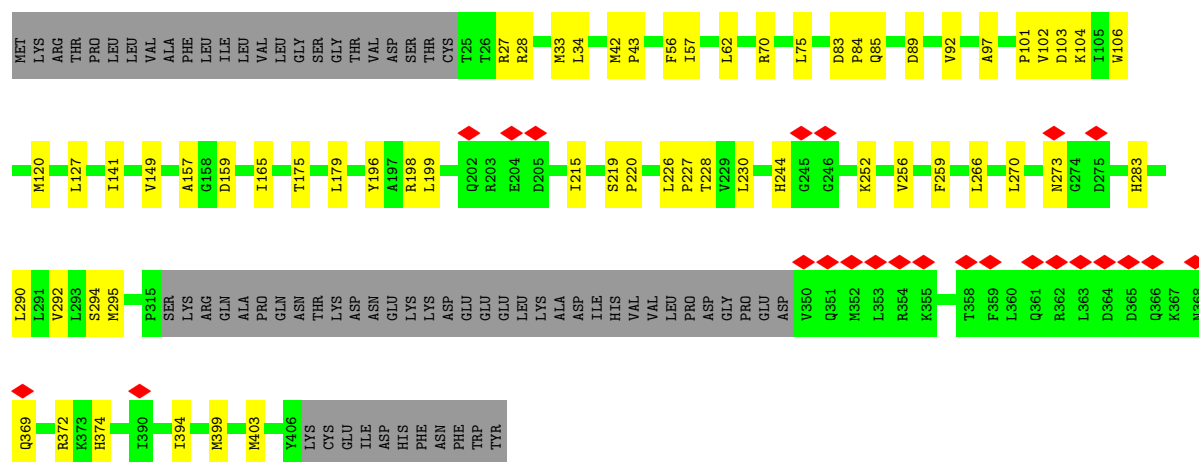 MET LYS ARG THR PRO LEU LEU VAL ALA PHE LEU ILE LEU VAL LEU GLY SER GLY THR VAL ASP SER THR CYS T25 T26 R27 R28 M33 L34 M42 P43 F56 I57 L62 R70 L75 D83 P84 Q85 D89 V92 A97 P101 V102 D103 K104 I105 W106
M120 L127 I141 V149 A157 G158 D159 I165 T175 L179 Y196 A197 R198 L199 Q202 R203 E204 D205 I215 S219 P220 L226 P227 T228 V229 L230 H244 G245 G246 K252 V256 F259 L266 L270 N273 G274 D275 H283
L290 L291 V292 L293 S294 M295 P315 SER LYS ARG GLN ALA PRO GLN ASN THR LYS ASP ASN GLU LYS LYS ASP GLU GLU GLU LEU LYS ALA ASP ILE HIS VAL VAL LEU PRO ASP GLY PRO GLU ASP V350 Q351 M352 L353 R354 K355 T358 F359 L360 Q361 R362 L363 D364 D365 Q366 K367 N368
Q369 R372 K373 H374 I390 I394 M399 M403 Y406 LYS CYS GLU ILE ASP HIS PHE ASN PHE TRP TYR